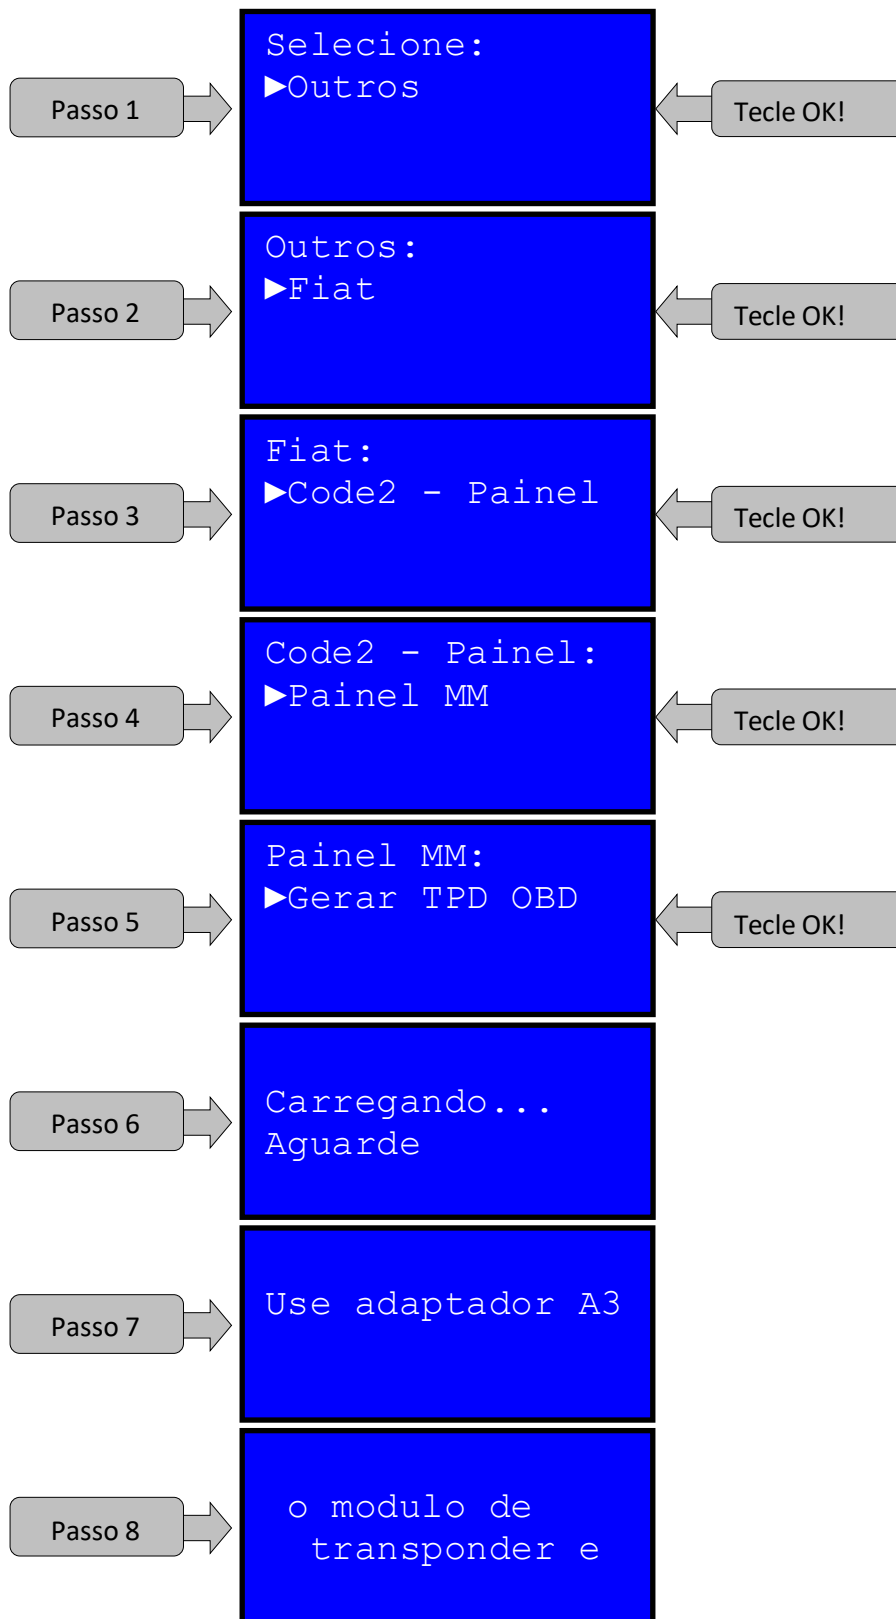 Selecione:
►Outros
Passo 1
Tecle OK!
Outros:
►Fiat
Passo 2
Tecle OK!
Fiat:
►Code2 - Painel
Passo 3
Tecle OK!
Code2 - Painel:
►Painel MM
Passo 4
Tecle OK!
Painel MM:
►Gerar TPD OBD
Passo 5
Tecle OK!
Carregando...
Aguarde
Passo 6
Use adaptador A3
Passo 7
o modulo de
transponder e
Passo 8